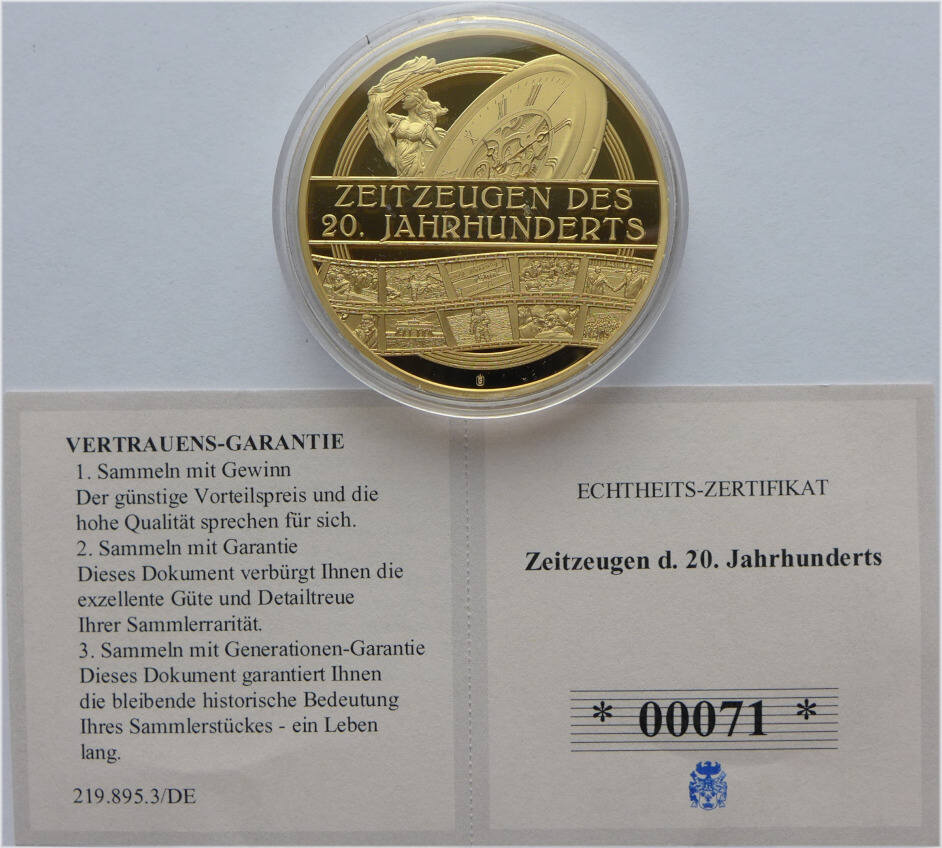 ZEITZEUGEN DES
20. JAHRHUNDERTS
VERTRAUENS-GARANTIE
1. Sammeln mit Gewinn
Der günstige Vorteilspreis und die
hohe Qualität sprechen für sich.
2. Sammeln mit Garantie
Dieses Dokument verbürgt Ihnen die
exzellente Güte und Detailtreue
Ihrer Sammlerrarität.
3. Sammeln mit Generationen-Garantie
Dieses Dokument garantiert Ihnen
die bleibende historische Bedeutung
Ihres Sammlerstückes - ein Leben
lang.
219.895.3/DE
ECHTHEITS-ZERTIFIKAT
Zeitzeugen d. 20. Jahrhunderts
* 00071 *